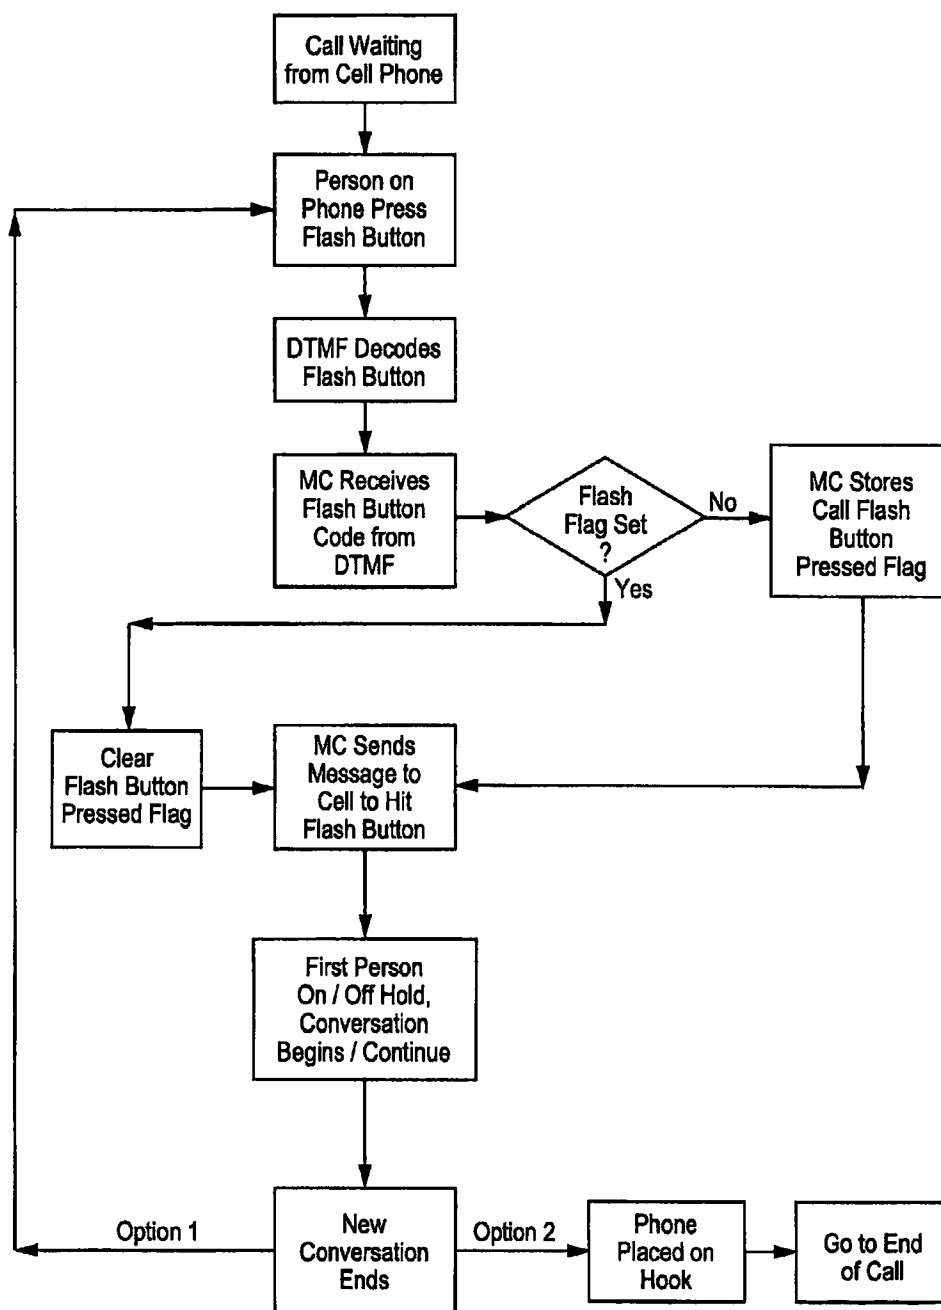 Call Waiting
from Cell Phone
Person on
Phone Press
Flash Button
DTMF Decodes
Flash Button
MC Receives
Flash Button
Code from
DTMF
Flash
Flag Set
?
No
Yes
MC Stores
Call Flash
Button
Pressed Flag
Clear
Flash Button
Pressed Flag
MC Sends
Message to
Cell to Hit
Flash Button
First Person
On / Off Hold,
Conversation
Begins / Continue
Option 1
New
Conversation
Ends
Option 2
Phone
Placed on
Hook
Go to End
of Call